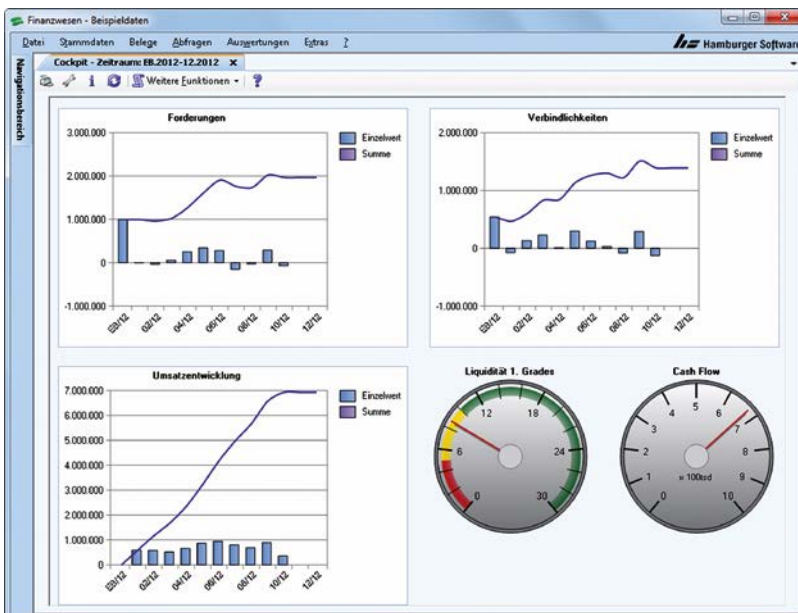 Finanzwesen - Beispieldaten
Datei Stammdaten Belege Abfragen Auswertungen Extras ?
Hamburger Software
Cockpit - Zeitraum: EB.2012-12.2012 X
Weitere Funktionen
Navigationsbereich
Forderungen
3.000.000
2.000.000
1.000.000
0
-1.000.000
EB/12 02/12 04/12 06/12 08/12 10/12 12/12
Einzelwert
Summe
Verbindlichkeiten
2.000.000
1.000.000
0
-1.000.000
EB/12 02/12 04/12 06/12 08/12 10/12 12/12
Einzelwert
Summe
Umsatzentwicklung
7.000.000
6.000.000
5.000.000
4.000.000
3.000.000
2.000.000
1.000.000
0
EB/12 02/12 04/12 06/12 08/12 10/12 12/12
Einzelwert
Summe
Liquidität 1. Grades
0 6 12 18 24 30
Cash Flow
0 1 2 3 4 5 6 7 8 9 10
x 100tsd